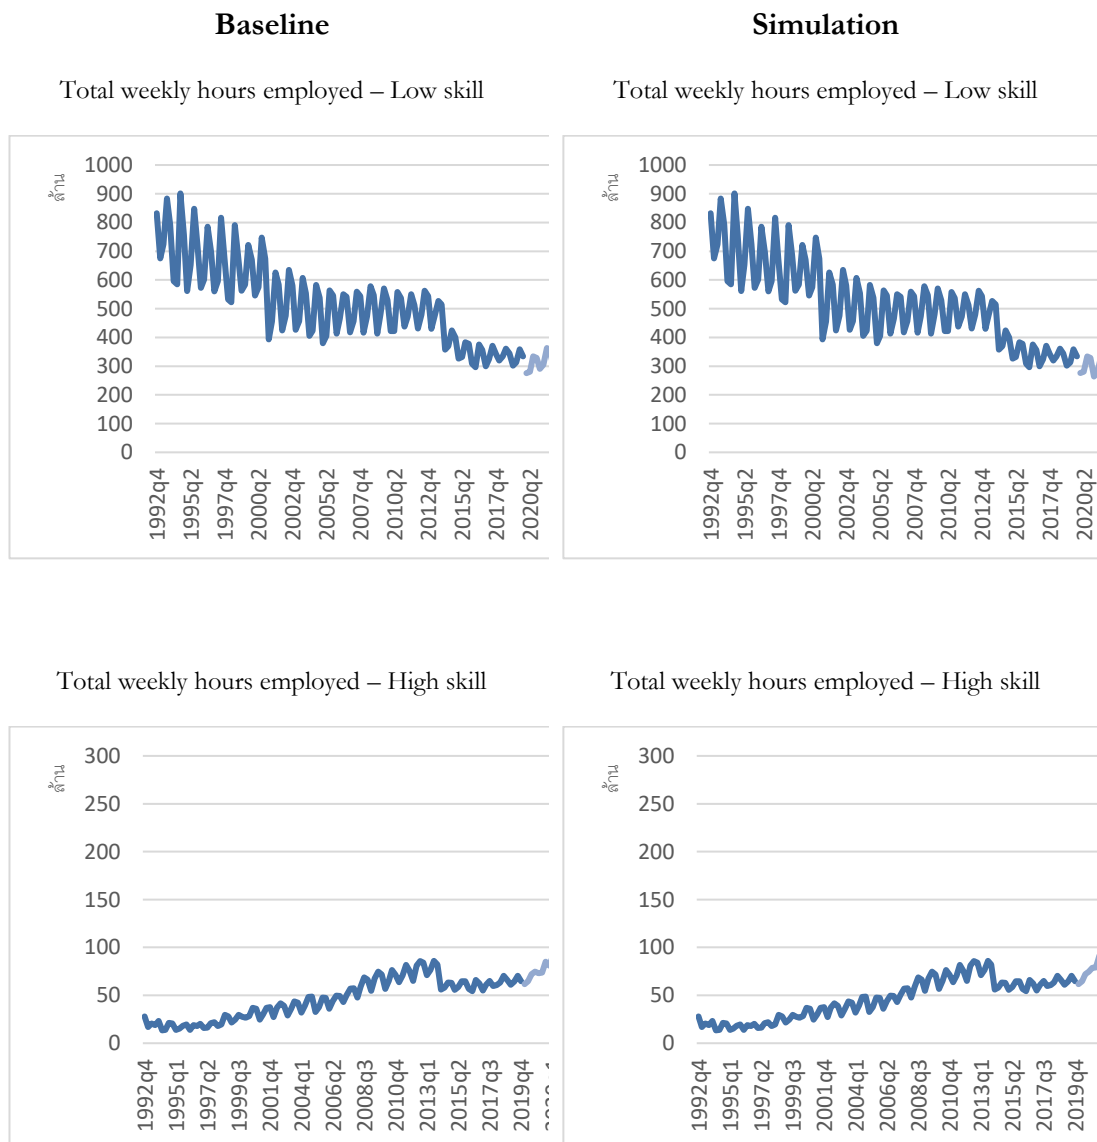 Baseline
Simulation
Total weekly hours employed – Low skill
Total weekly hours employed – Low skill
ล้าน
1000
900
800
700
600
500
400
300
200
100
0
1992q4
1995q2
1997q4
2000q2
2002q4
2005q2
2007q4
2010q2
2012q4
2015q2
2017q4
2020q2
ล้าน
1000
900
800
700
600
500
400
300
200
100
0
1992q4
1995q2
1997q4
2000q2
2002q4
2005q2
2007q4
2010q2
2012q4
2015q2
2017q4
2020q2
Total weekly hours employed – High skill
Total weekly hours employed – High skill
ล้าน
300
250
200
150
100
50
0
1992q4
1995q1
1997q2
1999q3
2001q4
2004q1
2006q2
2008q3
2010q4
2013q1
2015q2
2017q3
2019q4
ล้าน
300
250
200
150
100
50
0
1992q4
1995q1
1997q2
1999q3
2001q4
2004q1
2006q2
2008q3
2010q4
2013q1
2015q2
2017q3
2019q4